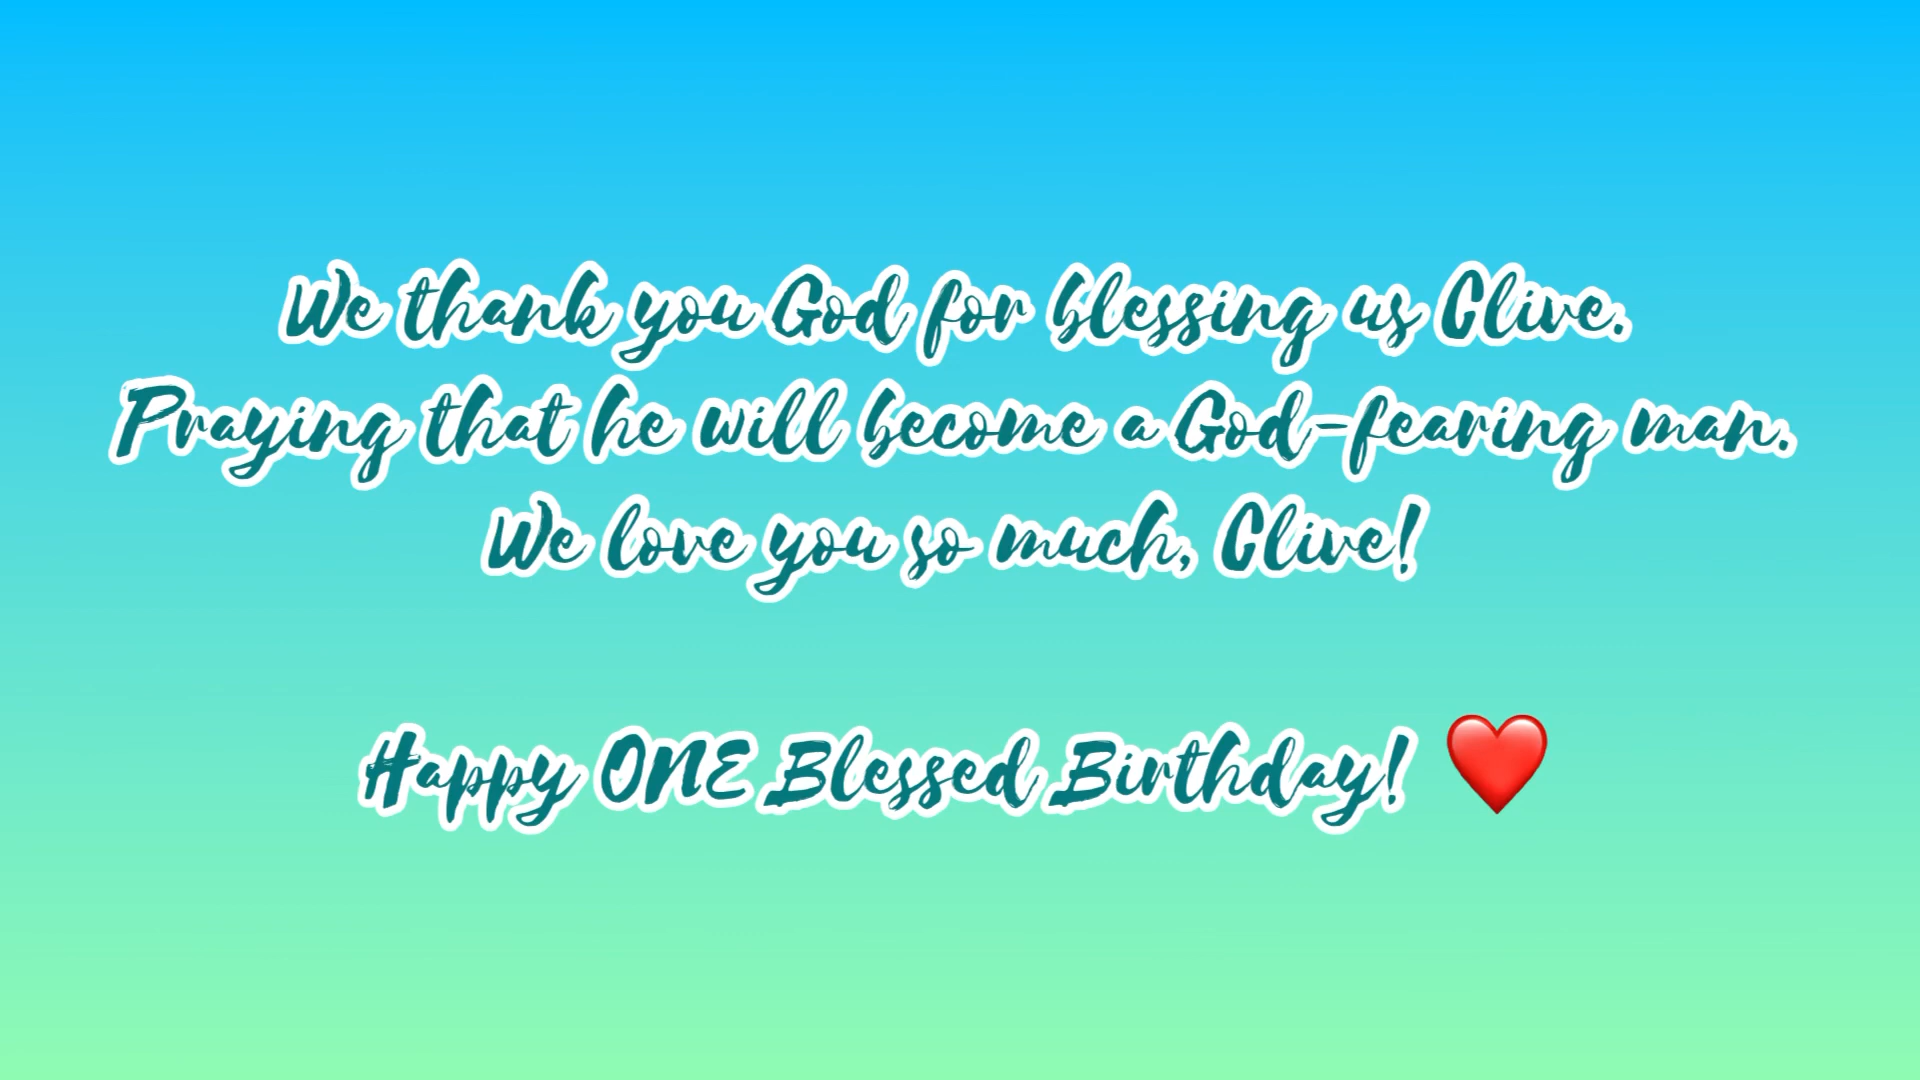 We thank you God for blessing us Clive.
Praying that he will become a God-fearing man.
We love you so much, Clive!
Happy ONE Blessed Birthday! ❤️